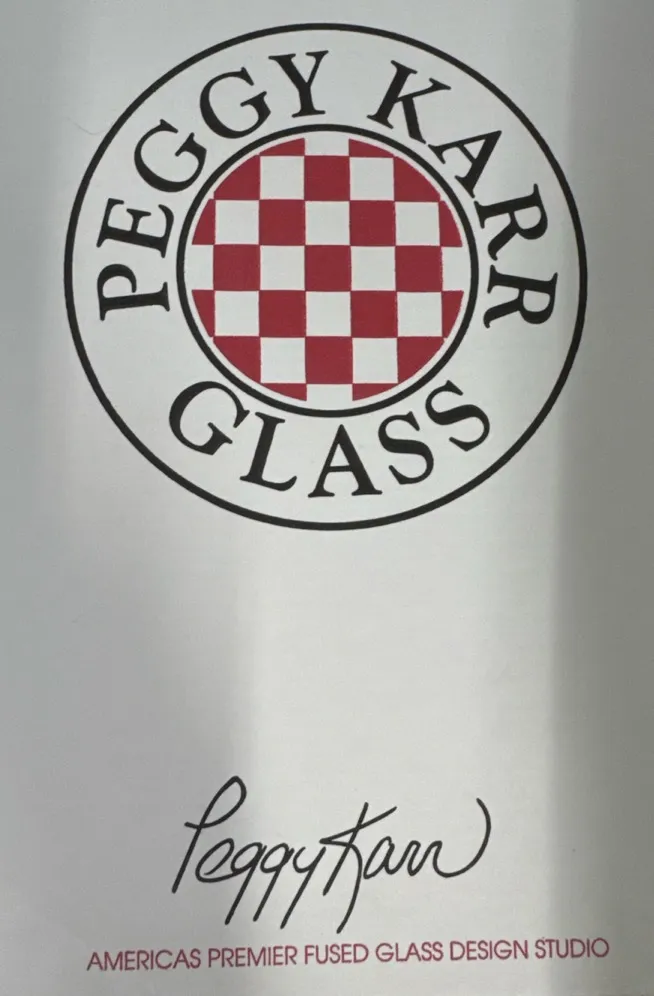 PEGGY KARR
GLASS
Peggy Karr
AMERICAS PREMIER FUSED GLASS DESIGN STUDIO